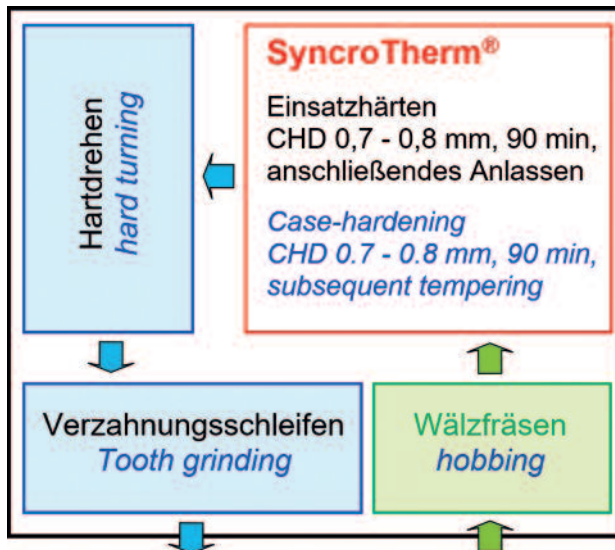 Hartdrehen
hard turning
SyncroTherm®
Einsatzhärten
CHD 0,7 - 0,8 mm, 90 min,
anschließendes Anlassen
Case-hardening
CHD 0.7 - 0.8 mm, 90 min,
subsequent tempering
Verzahnungsschleifen
Tooth grinding
Wälzfräsen
hobbing